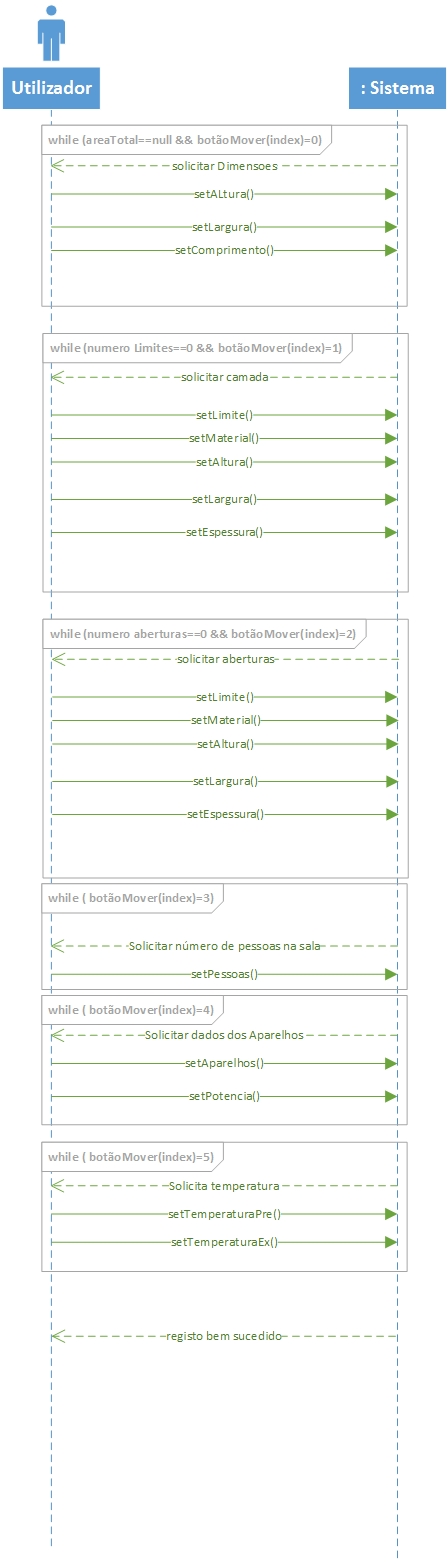 Utilizador
: Sistema
while (areaTotal==null && botãoMover(index)=0)
solicitar Dimensoes
setALtura()
setLargura()
setComprimento()
while (numero Limites==0 && botãoMover(index)=1)
solicitar camada
setLimite()
setMaterial()
setAltura()
setLargura()
setEspessura()
while (numero aberturas==0 && botãoMover(index)=2)
solicitar aberturas
setLimite()
setMaterial()
setAltura()
setLargura()
setEspessura()
while ( botãoMover(index)=3)
Solicitar número de pessoas na sala
setPessoas()
while ( botãoMover(index)=4)
Solicitar dados dos Aparelhos
setAparelhos()
setPotencia()
while ( botãoMover(index)=5)
Solicita temperatura
setTemperaturaPre()
setTemperaturaEx()
registo bem sucedido